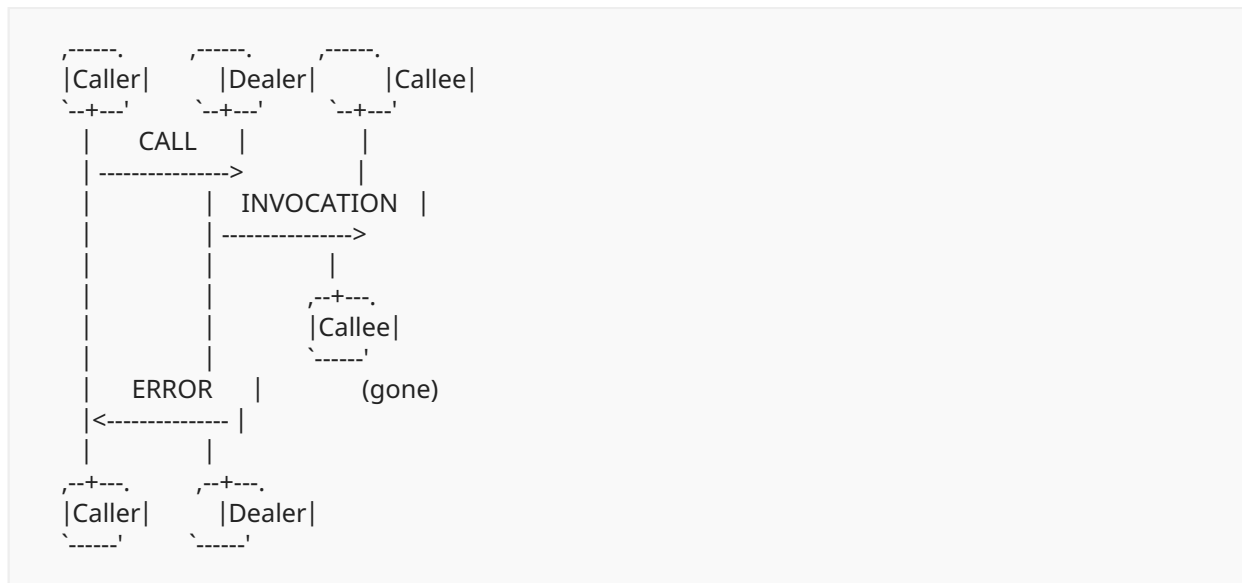 ,------.          ,------.          ,------.
|Caller|          |Dealer|          |Callee|
`--+---'          `--+---'          `--+---'
   |       CALL      |                 |
   | ---------------->                 |
   |                 |    INVOCATION   |
   |                 | ---------------->
   |                 |                 |
   |                 |              ,--+---.
   |                 |              |Callee|
   |                 |              `------'
   |      ERROR      |               (gone)
   |<--------------- |
   |                 |
,--+---.          ,--+---.
|Caller|          |Dealer|
`------'          `------'